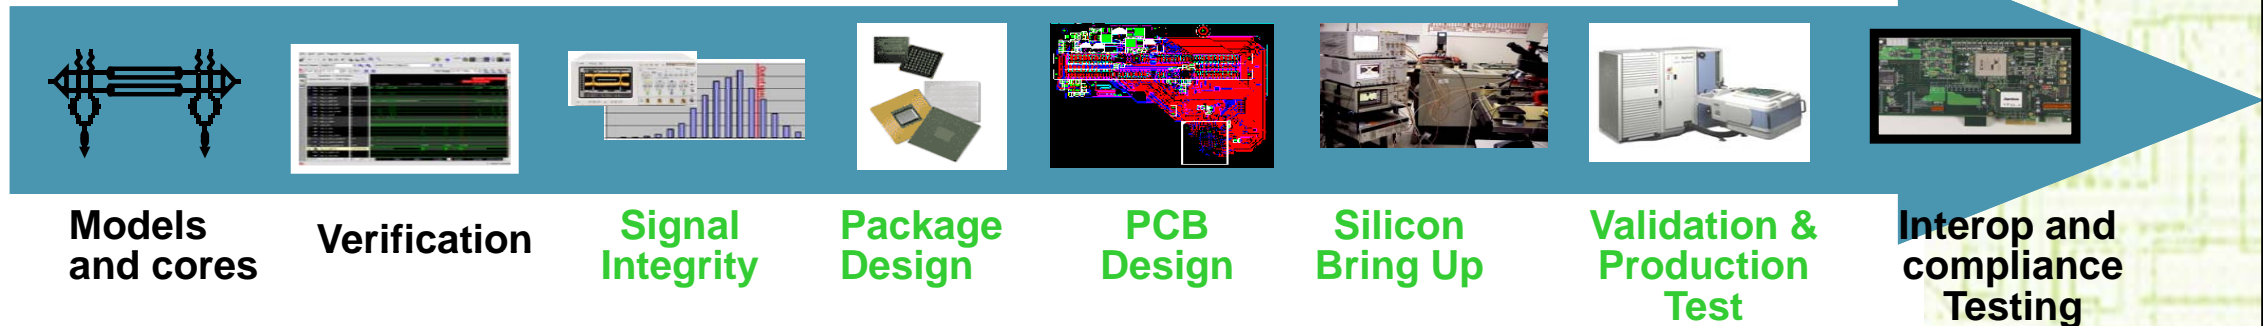 Models
and cores
Verification
Signal
Integrity
Package
Design
PCB
Design
Silicon
Bring Up
Validation &
Production
Test
Interop and
compliance
Testing